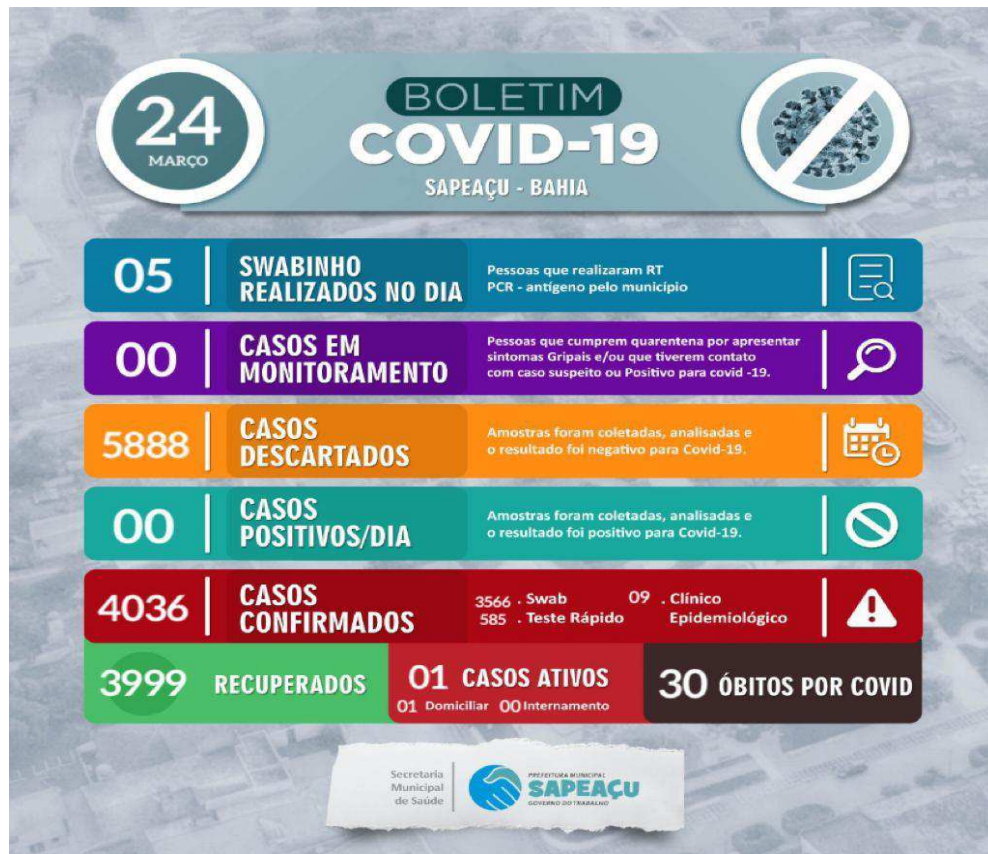 24
MARÇO
BOLETIM
COVID-19
SAPEAÇU - BAHIA
05
SWABINHO
REALIZADOS NO DIA
Pessoas que realizaram RT
PCR - antígeno pelo município
00
CASOS EM
MONITORAMENTO
Pessoas que cumprem quarentena por apresentar
sintomas Gripais e/ou que tiverem contato
com caso suspeito ou Positivo para covid -19.
5888
CASOS
DESCARTADOS
Amostras foram coletadas, analisadas e
o resultado foi negativo para Covid-19.
00
CASOS
POSITIVOS/DIA
Amostras foram coletadas, analisadas e
o resultado foi positivo para Covid-19.
4036
CASOS
CONFIRMADOS
3566 . Swab
585 . Teste Rápido
09 . Clínico
Epidemiológico
3999 RECUPERADOS
01 CASOS ATIVOS
01 Domiciliar 00 Internamento
30 ÓBITOS POR COVID
Secretaria
Municipal
de Saúde
PREFEITURA MUNICIPAL
SAPEAÇU
GOVERNO DO TRABALHO